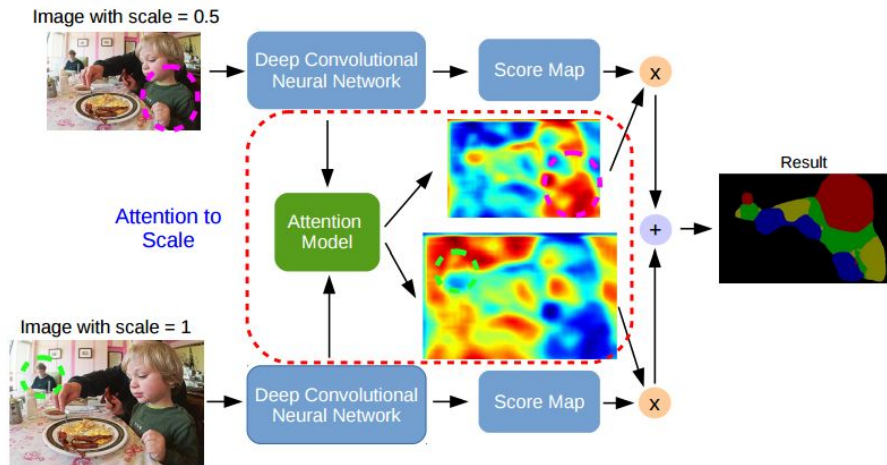 Image with scale = 0.5
Deep Convolutional
Neural Network
Score Map
x
Attention to
Scale
Attention
Model
Result
+
Image with scale = 1
Deep Convolutional
Neural Network
Score Map
x